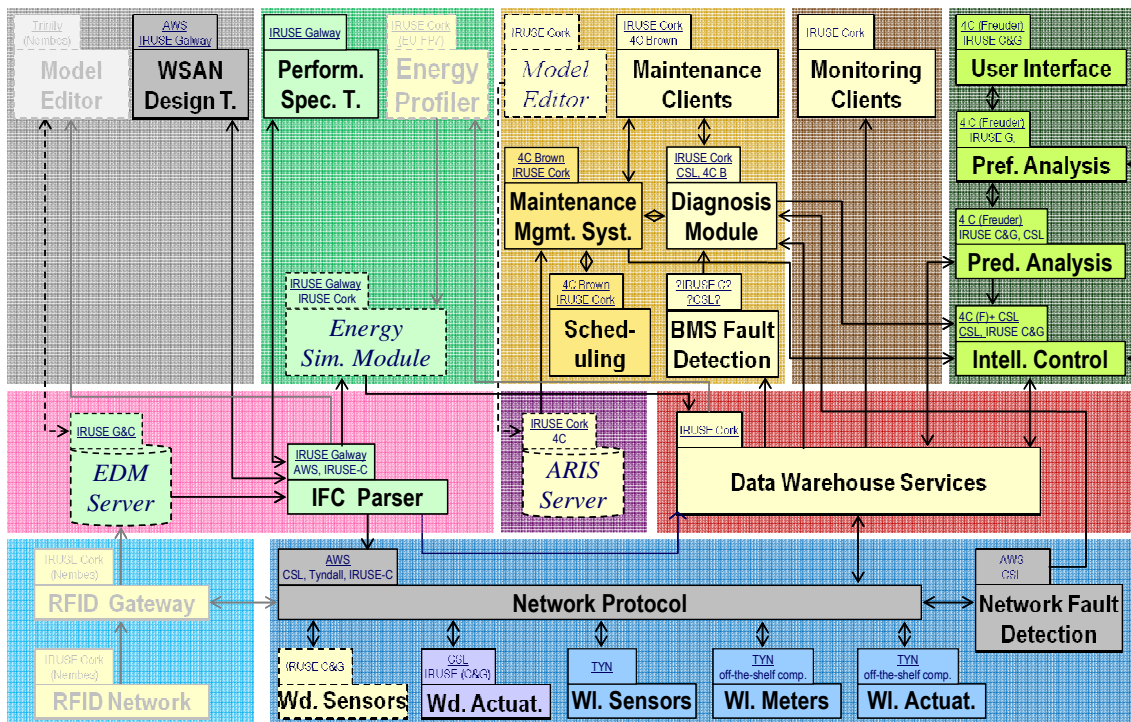 Trinity
(Nembes)
Model
Editor
AWS
IRUSE Galway
WSAN
Design T.
IRUSE Galway
Perform.
Spec. T.
IRUSE Cork
(EU FP7)
Energy
Profiler
IRUSE Cork
Model
Editor
IRUSE Cork
4C Brown
Maintenance
Clients
IRUSE Cork
Monitoring
Clients
4C (Freuder)
IRUSE C&G
User Interface
4 C (Freuder)
IRUSE G,
Pref. Analysis
4C Brown
IRUSE Cork
Maintenance
Mgmt. Syst.
IRUSE Cork
CSL, 4C B
Diagnosis
Module
4 C (Freuder)
IRUSE C&G, CSL
Pred. Analysis
IRUSE Galway
IRUSE Cork
Energy
Sim. Module
4C Brown
IRUSE Cork
Sched-
uling
?IRUSE C?
?CSL?
BMS Fault
Detection
4C (F)+ CSL
CSL, IRUSE C&G
Intell. Control
IRUSE G&C
EDM
Server
IRUSE Galway
AWS, IRUSE-C
IFC Parser
IRUSE Cork
4C
ARIS
Server
IRUSE Cork
Data Warehouse Services
IRUSE Cork
(Nembes)
RFID Gateway
AWS
CSL, Tyndall, IRUSE-C
Network Protocol
AWS
CSL
Network Fault
Detection
IRUSE Cork
(Nembes)
RFID Network
IRUSE C&G
Wd. Sensors
CSL
IRUSE (C&G)
Wd. Actuat.
TYN
Wl. Sensors
TYN
off-the-shelf comp.
Wl. Meters
TYN
off-the-shelf comp.
Wl. Actuat.